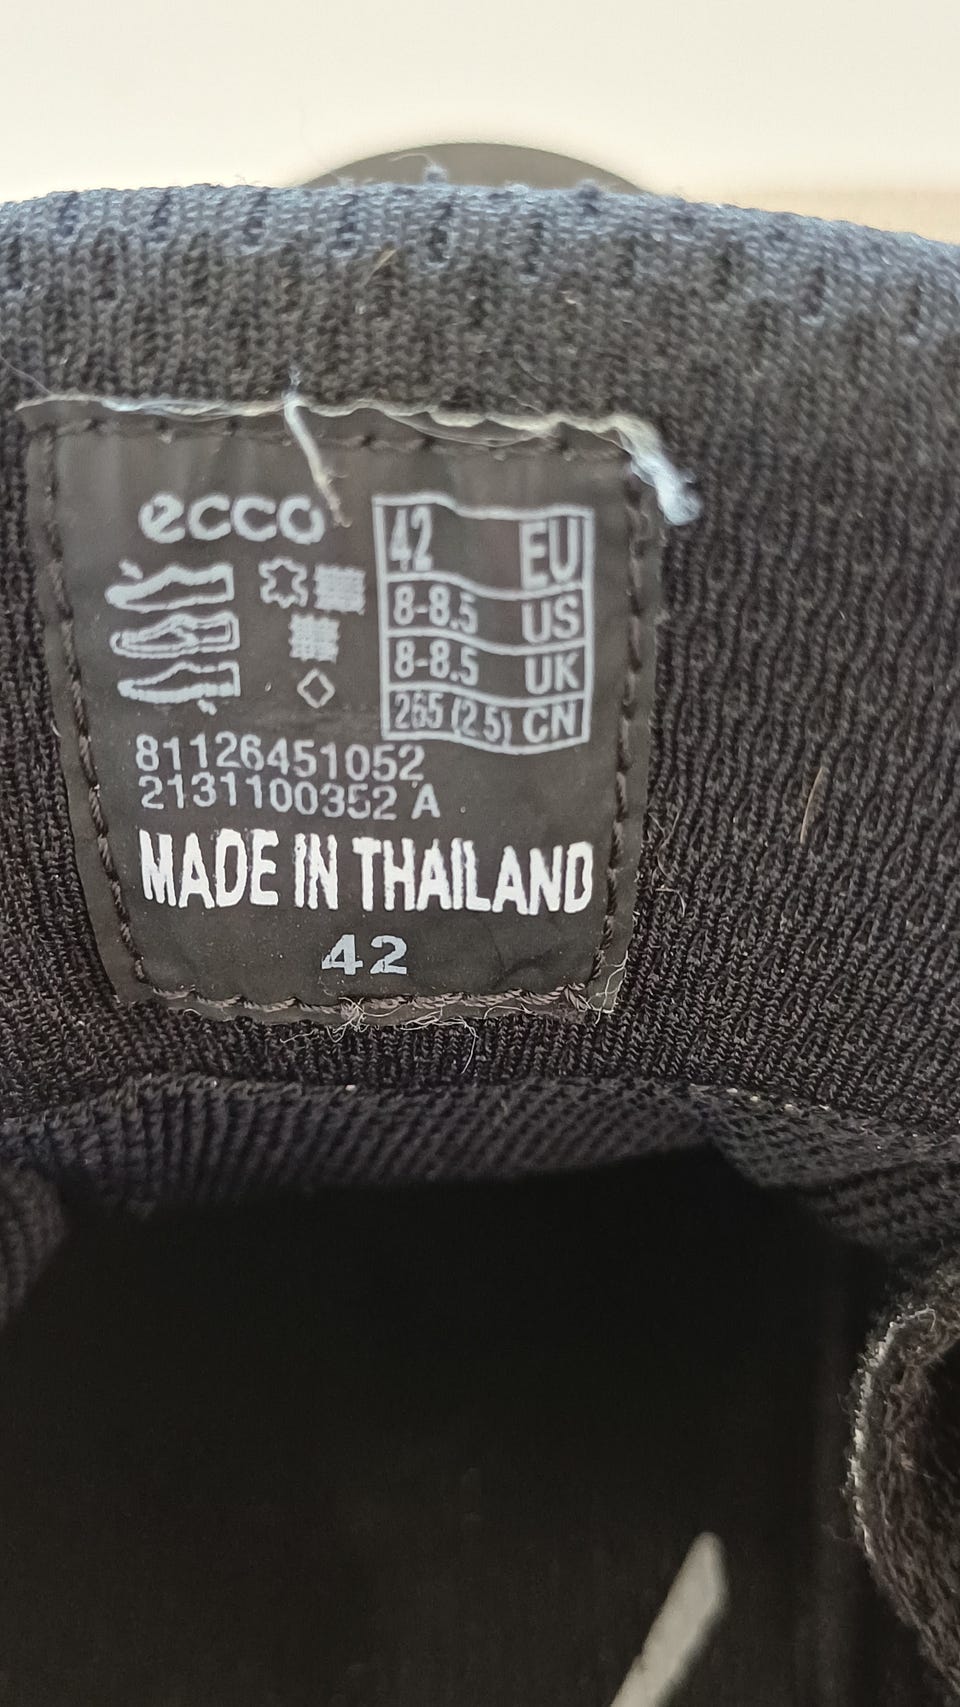 ecco
42 EU
8-8.5 US
8-8.5 UK
265 (2.5) CN
81126451052
2131100352 A
MADE IN THAILAND
42